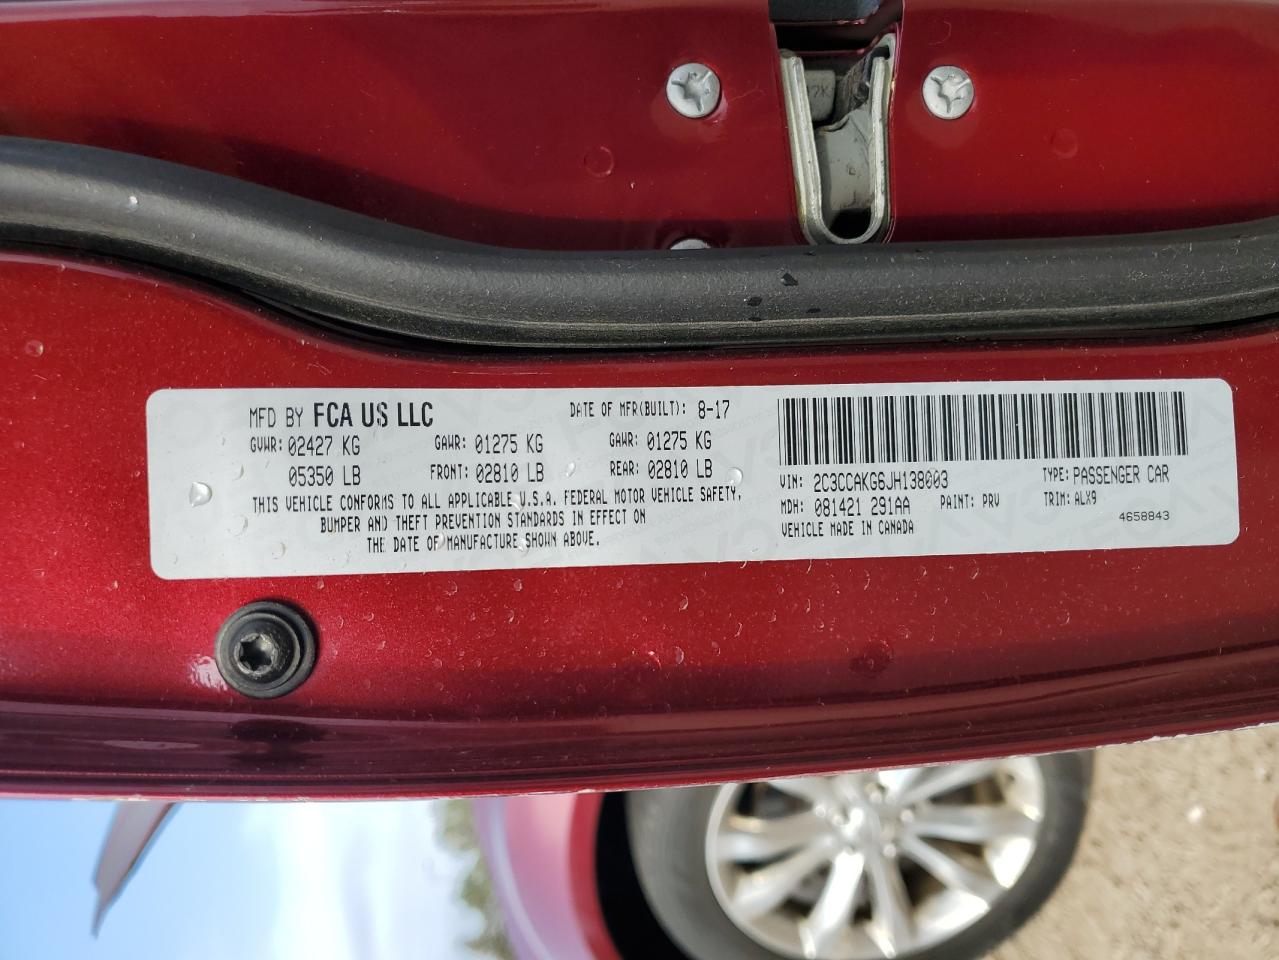 MFD BY FCA US LLC
DATE OF MFR(BUILT): 8-17
GVWR: 02427 KG GAWR: 01275 KG GAWR: 01275 KG
05350 LB FRONT: 02810 LB REAR: 02810 LB
THIS VEHICLE CONFORMS TO ALL APPLICABLE U.S.A. FEDERAL MOTOR VEHICLE SAFETY,
BUMPER AND THEFT PREVENTION STANDARDS IN EFFECT ON
THE DATE OF MANUFACTURE SHOWN ABOVE.
VIN: 2C3CCAKG6JH138003 TYPE: PASSENGER CAR
MDH: 081421 291AA PAINT: PRV TRIM: ALX9
VEHICLE MADE IN CANADA 4658843